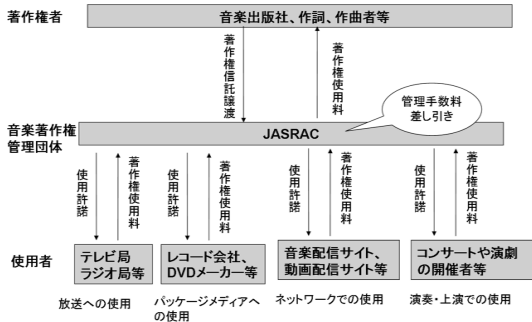 著作権者
音楽出版社、作詞、作曲者等
著作権信託譲渡
著作権使用料
管理手数料
差し引き
音楽著作権
管理団体
JASRAC
使用許諾
著作権使用料
使用許諾
著作権使用料
使用許諾
著作権使用料
使用許諾
著作権使用料
使用者
テレビ局
ラジオ局等
レコード会社、
DVDメーカー等
音楽配信サイト、
動画配信サイト等
コンサートや演劇
の開催者等
放送への使用
パッケージメディアへ
の使用
ネットワークでの使用
演奏・上演での使用